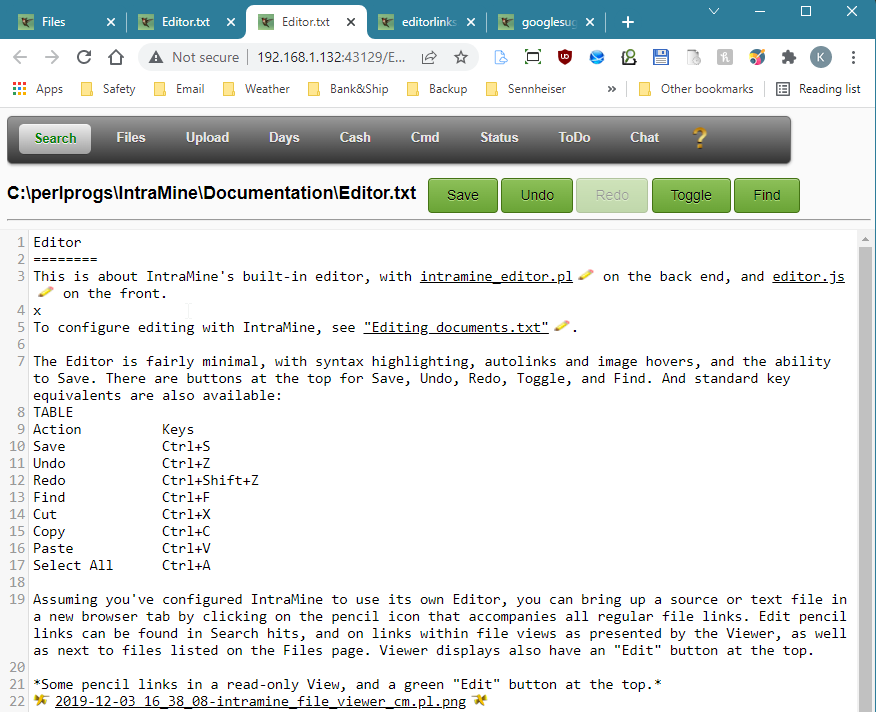 Files
Editor.txt
Editor.txt
editorlinks
googlesug
Not secure
192.168.1.132:43129/E...
K
Apps
Safety
Email
Weather
Bank&Ship
Backup
Sennheiser
»
Other bookmarks
Reading list
Search
Files
Upload
Days
Cash
Cmd
Status
ToDo
Chat
?
C:\perlprogs\IntraMine\Documentation\Editor.txt
Save
Undo
Redo
Toggle
Find
1 Editor
2 ========
3 This is about IntraMine's built-in editor, with intramine_editor.pl on the back end, and editor.js
on the front.
4 x
5 To configure editing with IntraMine, see "Editing documents.txt" .
6
7 The Editor is fairly minimal, with syntax highlighting, autolinks and image hovers, and the ability
to Save. There are buttons at the top for Save, Undo, Redo, Toggle, and Find. And standard key
equivalents are also available:
8 TABLE
9 Action Keys
10 Save Ctrl+S
11 Undo Ctrl+Z
12 Redo Ctrl+Shift+Z
13 Find Ctrl+F
14 Cut Ctrl+X
15 Copy Ctrl+C
16 Paste Ctrl+V
17 Select All Ctrl+A
18
19 Assuming you've configured IntraMine to use its own Editor, you can bring up a source or text file in
a new browser tab by clicking on the pencil icon that accompanies all regular file links. Edit pencil
links can be found in Search hits, and on links within file views as presented by the Viewer, as well
as next to files listed on the Files page. Viewer displays also have an "Edit" button at the top.
20
21 *Some pencil links in a read-only View, and a green "Edit" button at the top.*
22 2019-12-03 16_38_08-intramine_file_viewer_cm.pl.png